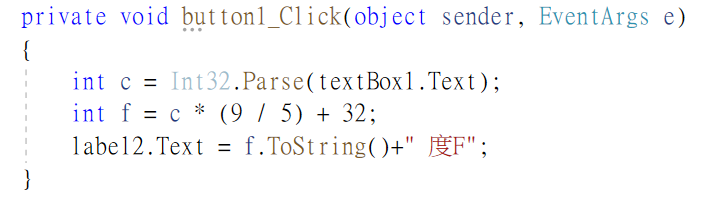 private void button1_Click(object sender, EventArgs e)
{
int c = Int32.Parse(textBox1.Text);
int f = c * (9 / 5) + 32;
label2.Text = f.ToString()+" 度F";
}